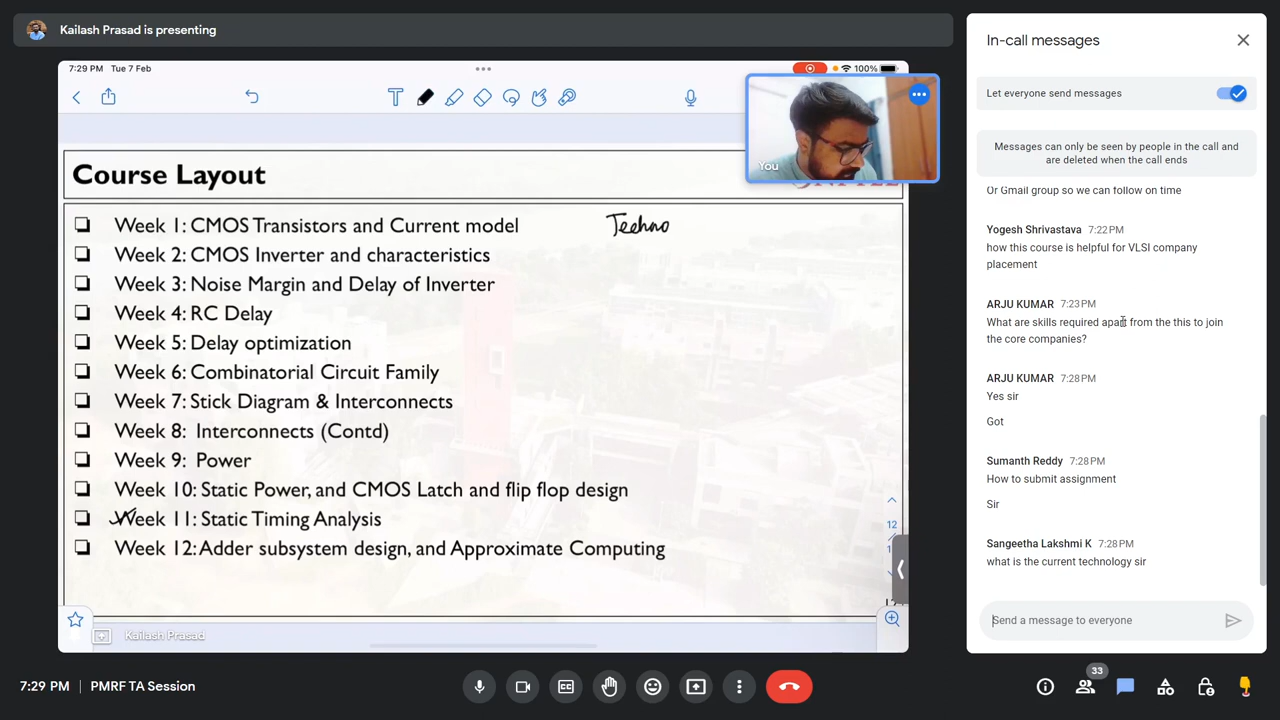 Kailash Prasad is presenting
7:29 PM Tue 7 Feb
100%
You
Course Layout
Week 1: CMOS Transistors and Current model
Techno
Week 2: CMOS Inverter and characteristics
Week 3: Noise Margin and Delay of Inverter
Week 4: RC Delay
Week 5: Delay optimization
Week 6: Combinatorial Circuit Family
Week 7: Stick Diagram & Interconnects
Week 8: Interconnects (Contd)
Week 9: Power
Week 10: Static Power, and CMOS Latch and flip flop design
Week 11: Static Timing Analysis
Week 12: Adder subsystem design, and Approximate Computing
12
Kailash Prasad
In-call messages
Let everyone send messages
Messages can only be seen by people in the call and
are deleted when the call ends
Or Gmail group so we can follow on time
Yogesh Shrivastava 7:22 PM
how this course is helpful for VLSI company
placement
ARJU KUMAR 7:23 PM
What are skills required apart from the this to join
the core companies?
ARJU KUMAR 7:28 PM
Yes sir
Got
Sumanth Reddy 7:28 PM
How to submit assignment
Sir
Sangeetha Lakshmi K 7:28 PM
what is the current technology sir
Send a message to everyone
7:29 PM | PMRF TA Session
33